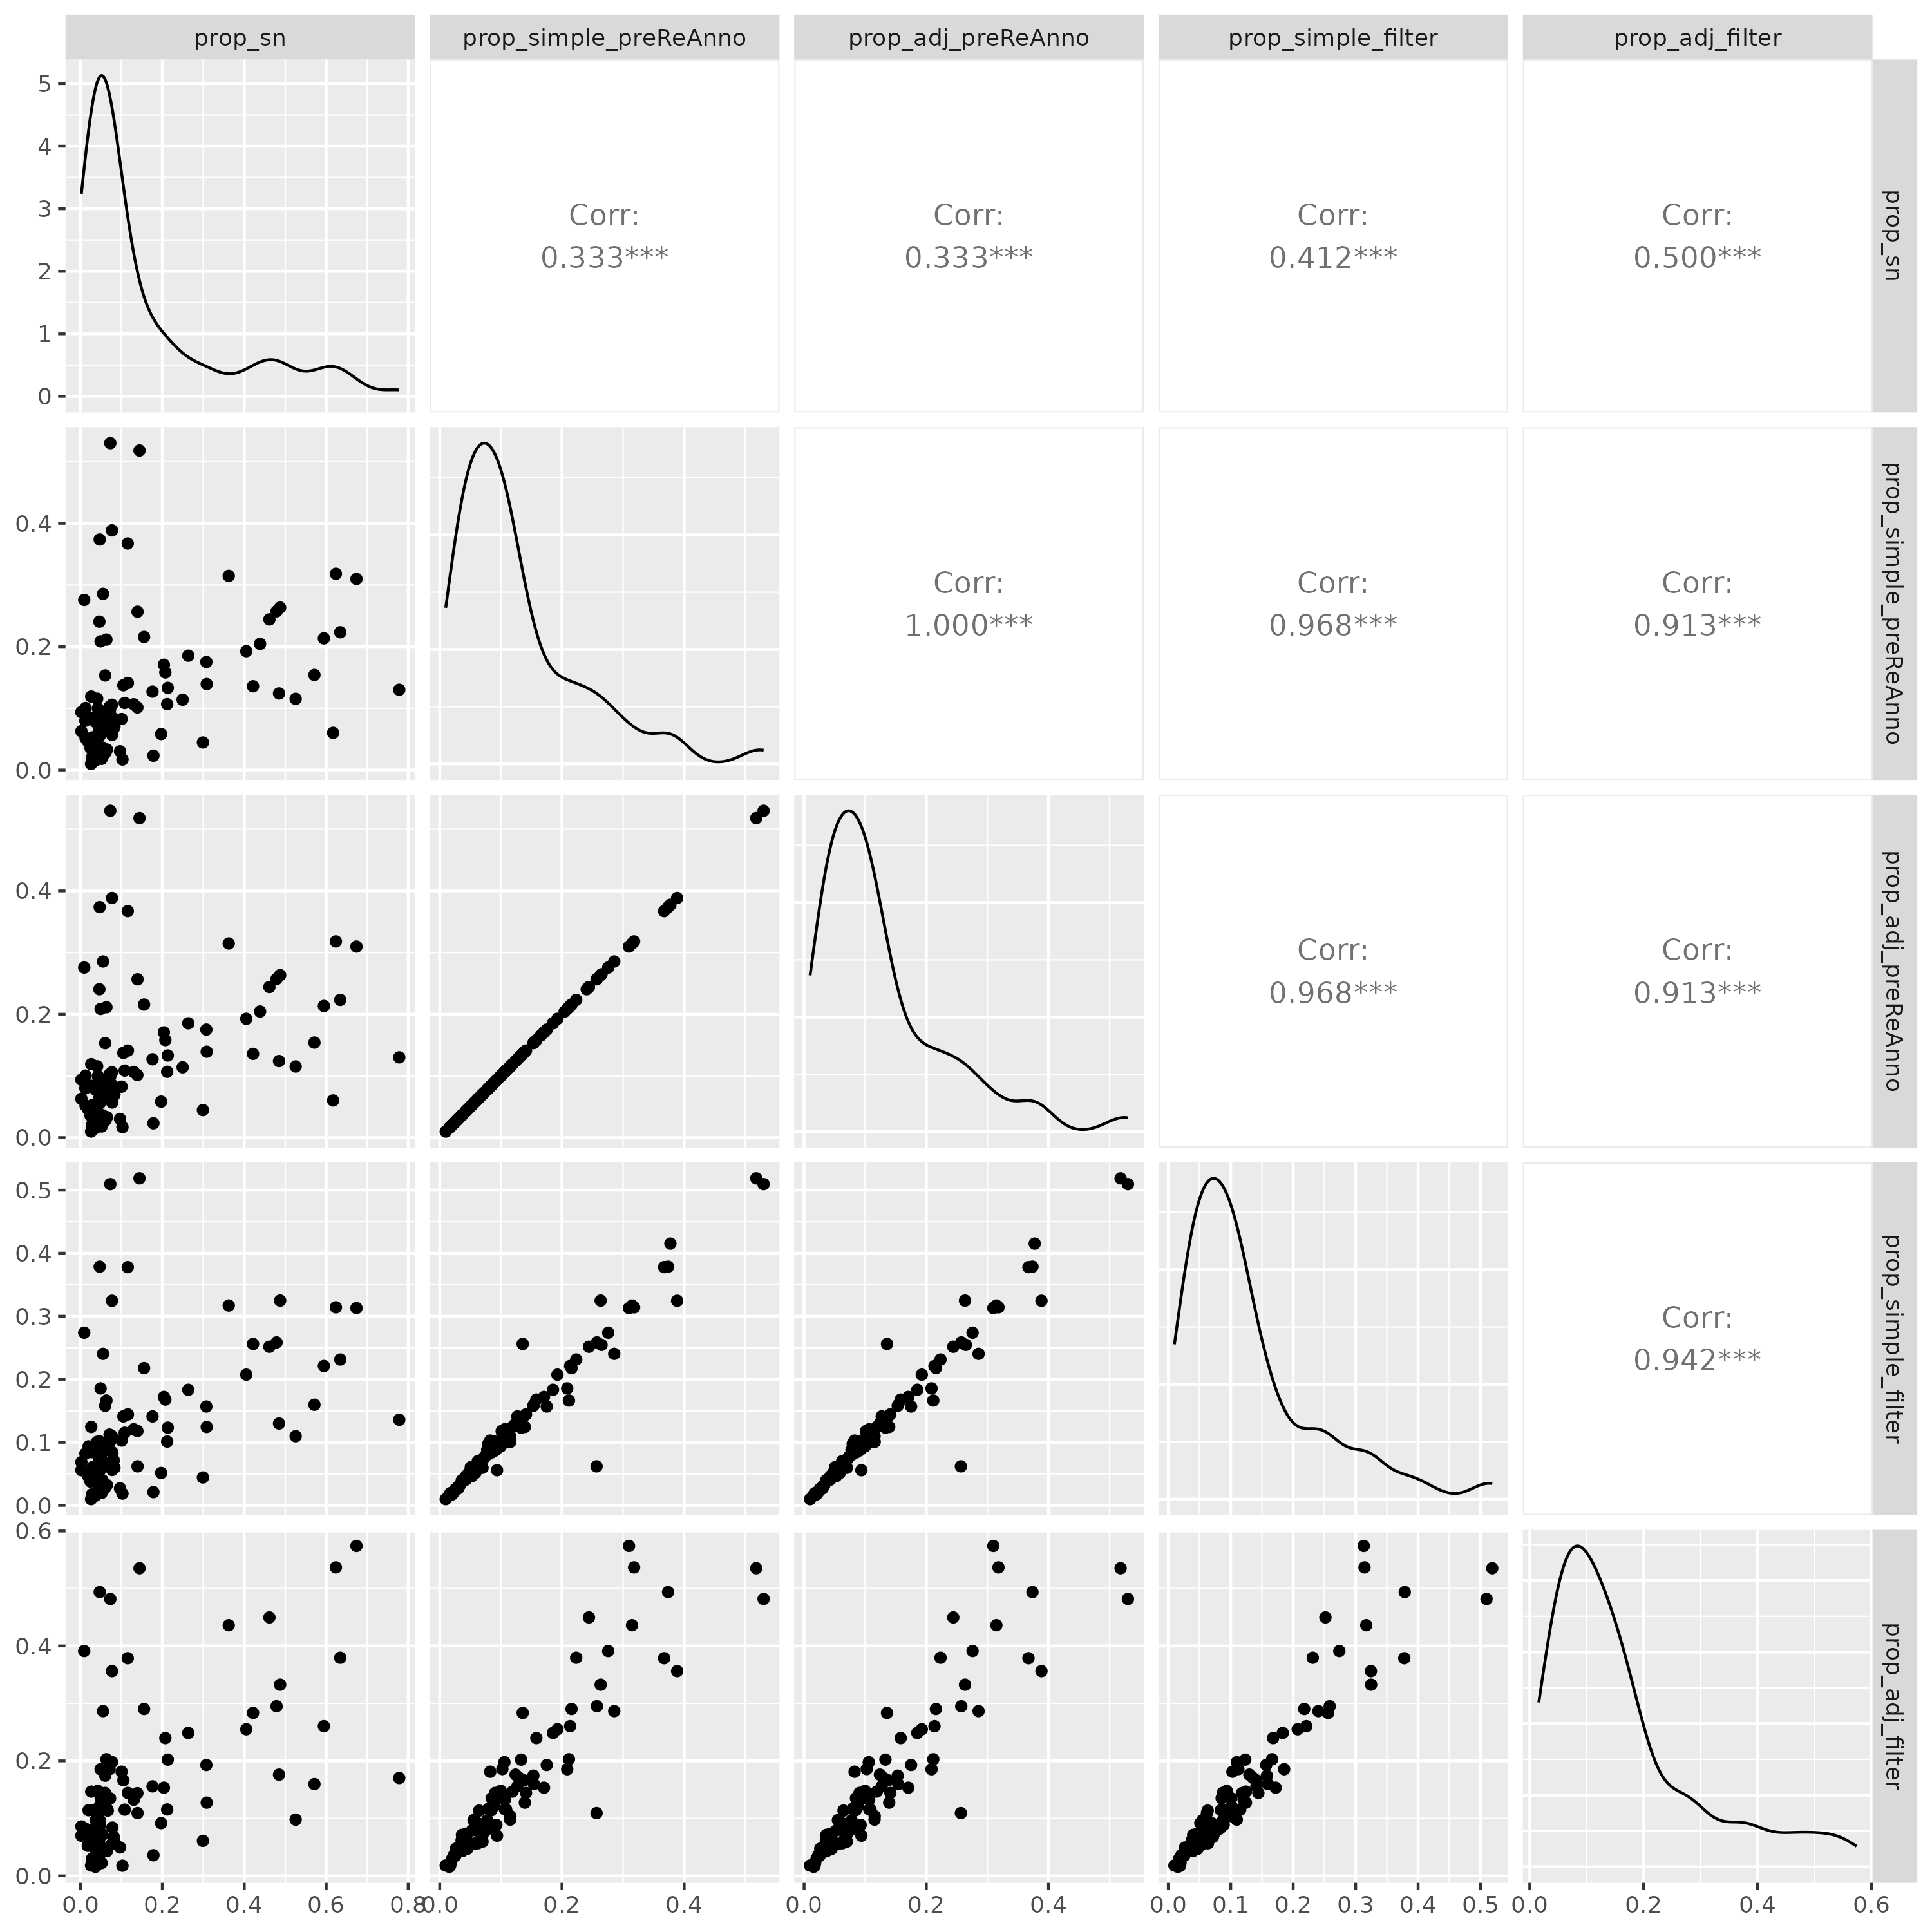 prop_sn prop_simple_preReAnno prop_adj_preReAnno prop_simple_filter prop_adj_filter
5
4
3
2
1
0
Corr:
0.333***
Corr:
0.333***
Corr:
0.412***
Corr:
0.500***
prop_sn
0.4
0.2
0.0
Corr:
1.000***
Corr:
0.968***
Corr:
0.913***
prop_simple_preReAnno
0.4
0.2
0.0
Corr:
0.968***
Corr:
0.913***
prop_adj_preReAnno
0.5
0.4
0.3
0.2
0.1
0.0
Corr:
0.942***
prop_simple_filter
0.6
0.4
0.2
0.0
prop_adj_filter
0.0 0.2 0.4 0.6 0.8 0.0 0.2 0.4 0.0 0.2 0.4 0.0 0.1 0.2 0.3 0.4 0.5 0.0 0.2 0.4 0.6